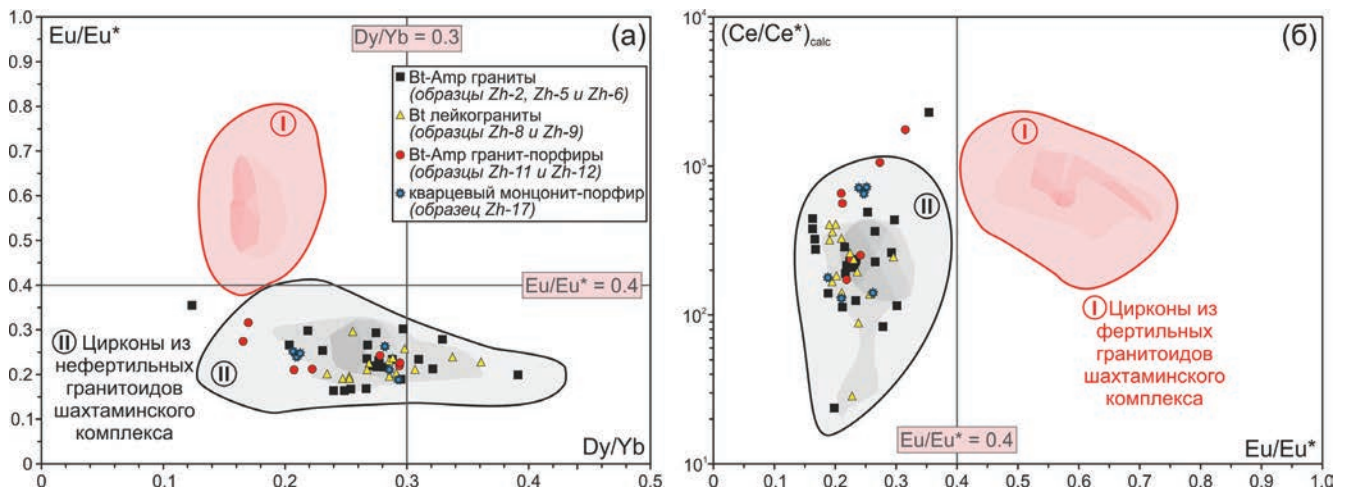 Eu/Eu*
Dy/Yb = 0.3
(а)
Bt-Amp граниты
(образцы Zh-2, Zh-5 и Zh-6)
Bt лейкограниты
(образцы Zh-8 и Zh-9)
Bt-Amp гранит-порфиры
(образцы Zh-11 и Zh-12)
кварцевый монцонит-порфир
(образец Zh-17)
I
Eu/Eu* = 0.4
II Цирконы из
нефертильных
гранитоидов
шахтаминского
комплекса
II
Dy/Yb
1.0
0.9
0.8
0.7
0.6
0.5
0.4
0.3
0.2
0.1
0
0 0.1 0.2 0.3 0.4 0.5
(Ce/Ce*)calc
(б)
I
II
I Цирконы из
фертильных
гранитоидов
шахтаминского
комплекса
Eu/Eu* = 0.4
Eu/Eu*
10⁴
10³
10²
10¹
0 0.1 0.2 0.3 0.4 0.5 0.6 0.7 0.8 0.9 1.0